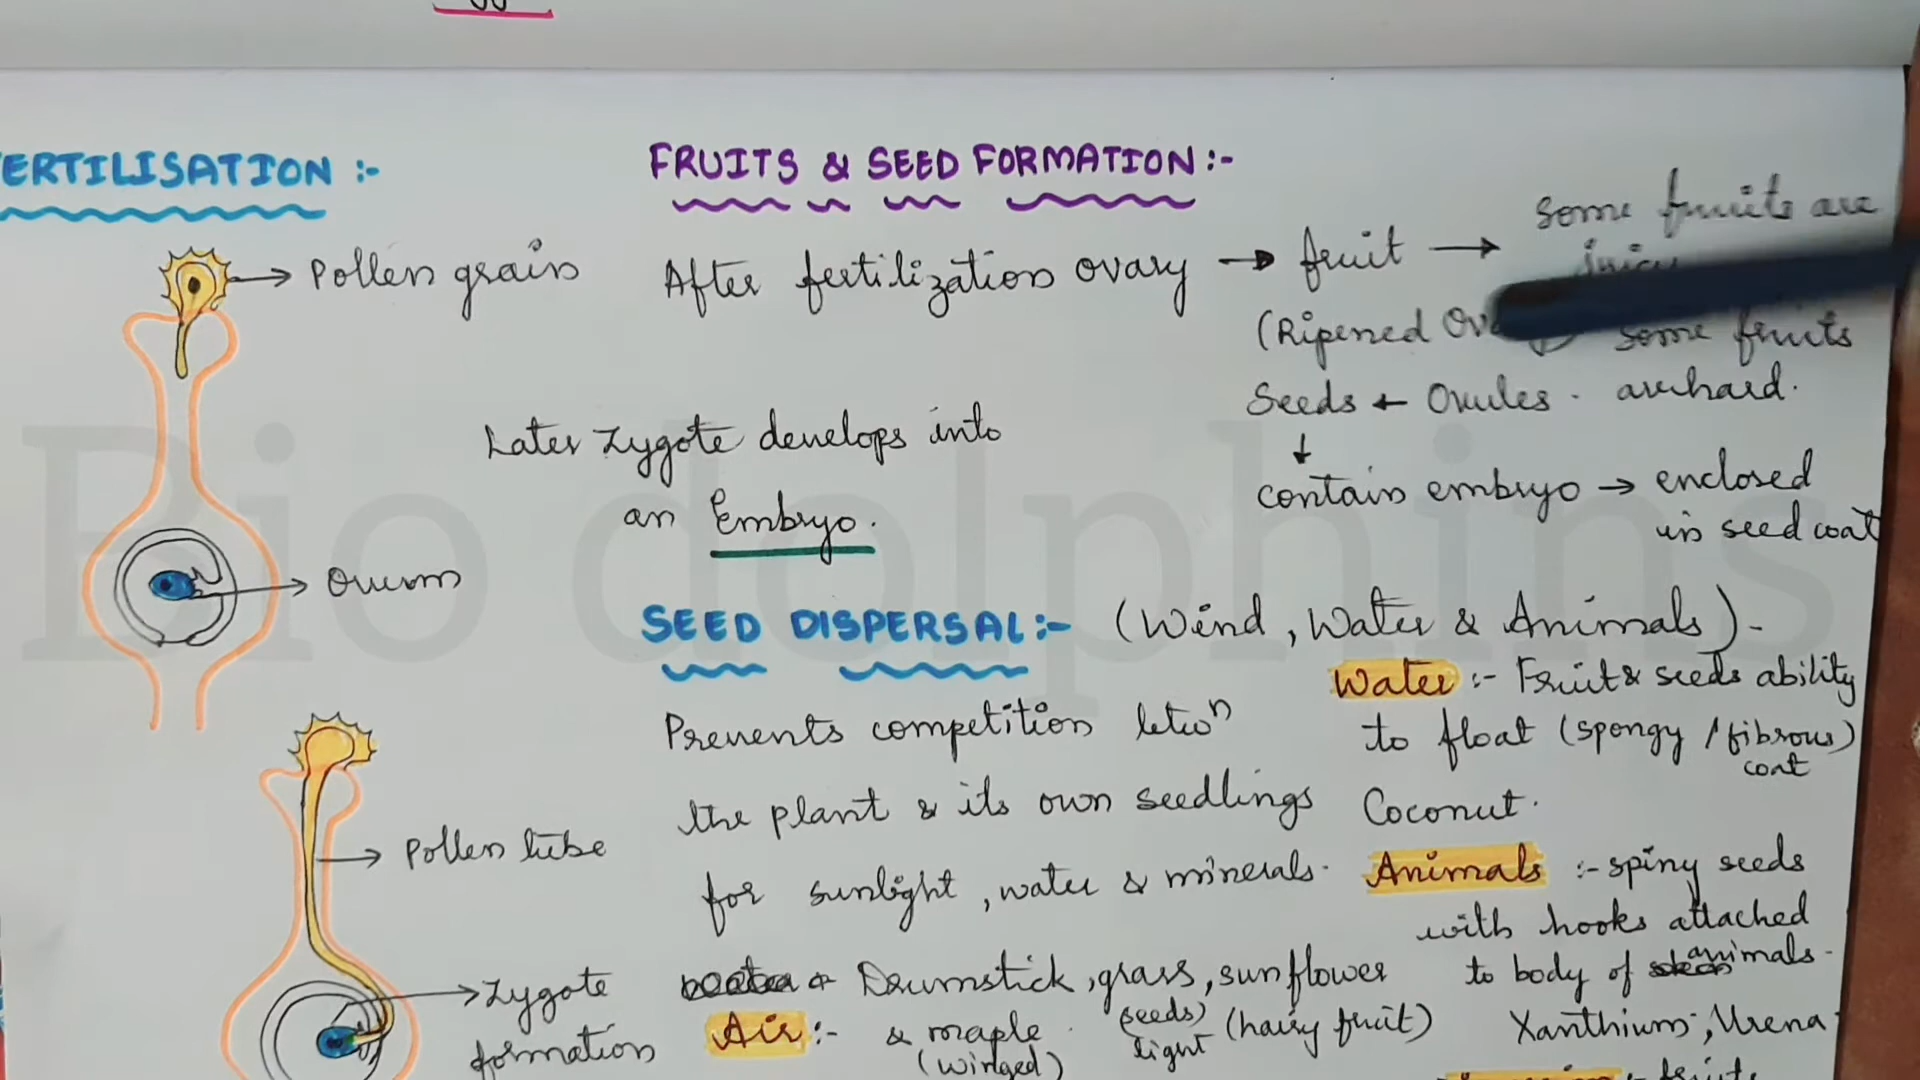 ERTILISATION :-
Pollen grain
Ovum
Pollen tube
Zygote
formation
FRUITS & SEED FORMATION :-
After fertilization ovary → fruit → Some fruits are
(Ripened
some fruits
Seeds ← Ovules . are hard.
↓
contain embryo → enclosed
in seed coat
Later zygote develops into
an Embryo.
SEED DISPERSAL :- (Wind, Water & Animals)-
Prevents competition betwn
the plant & its own seedlings
for sunlight, water & minerals.
Drumstick, grass, sunflower
Air :- & maple (seeds) (hairy fruit)
(winged) light
Water :- Fruit & seeds ability
to float (spongy / fibrous)
coat
Coconut.
Animals :- spiny seeds
with hooks attached
to body of animals-
Xanthium, Urena
fruits
Bio dolphins